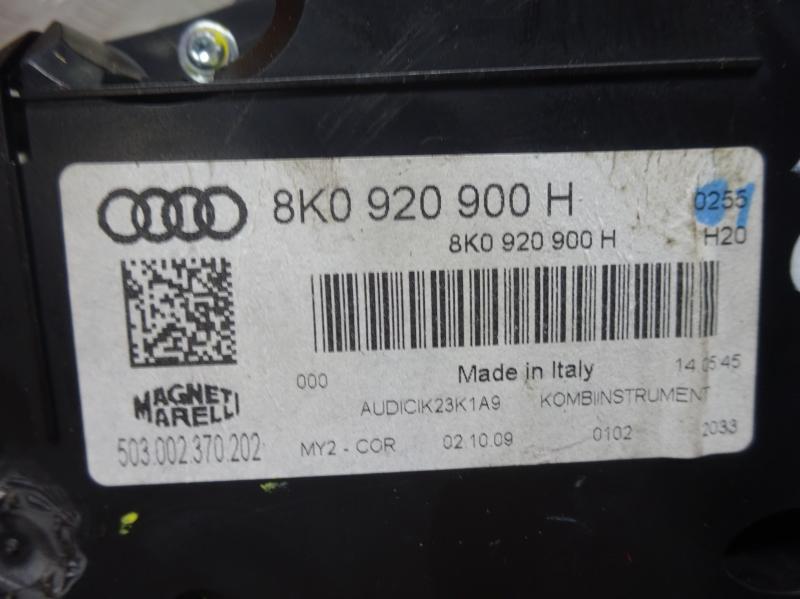 8K0 920 900 H 0255
8K0 920 900 H H20
000 Made in Italy 14:05:45
MAGNETI MARELLI
AUDICIK23K1A9 KOMBIINSTRUMENT
503.002.370.202 MY2 - COR 02.10.09 0102 2033